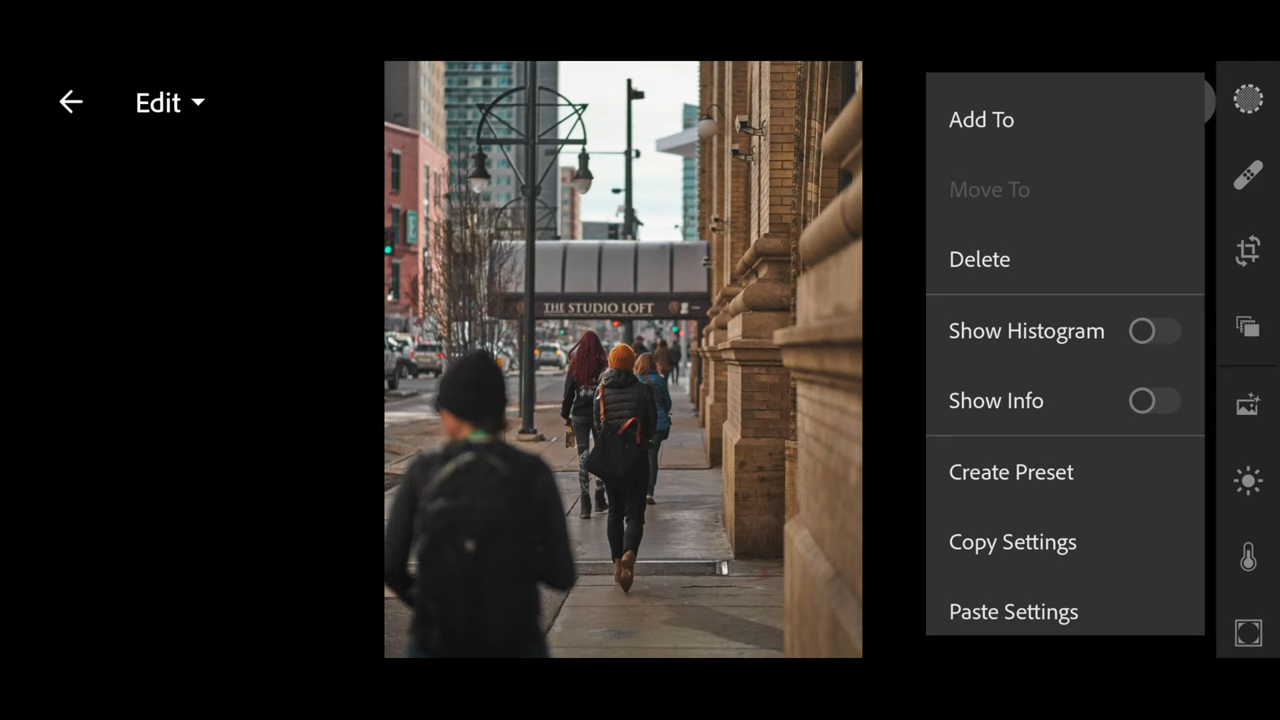 Edit
THE STUDIO LOFT
Add To
Move To
Delete
Show Histogram
Show Info
Create Preset
Copy Settings
Paste Settings